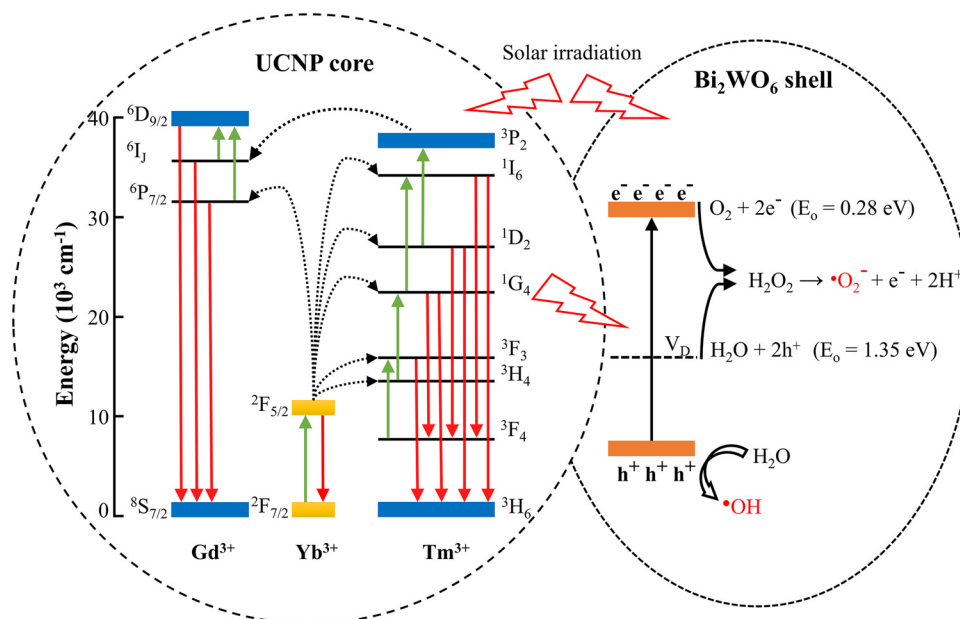 Solar irradiation
UCNP core
Bi₂WO₆ shell
Energy (10³ cm⁻¹)
40
30
20
10
0
⁶D₉/₂
⁶I_J
⁶P₇/₂
⁸S₇/₂
Gd³⁺
²F₅/₂
²F₇/₂
Yb³⁺
³P₂
¹I₆
¹D₂
¹G₄
³F₃
³H₄
³F₄
³H₆
Tm³⁺
e⁻ e⁻ e⁻ e⁻
O₂ + 2e⁻ (Eₒ = 0.28 eV)
H₂O₂ → •O₂⁻ + e⁻ + 2H⁺
V_D
H₂O + 2h⁺ (Eₒ = 1.35 eV)
h⁺ h⁺ h⁺
H₂O
•OH